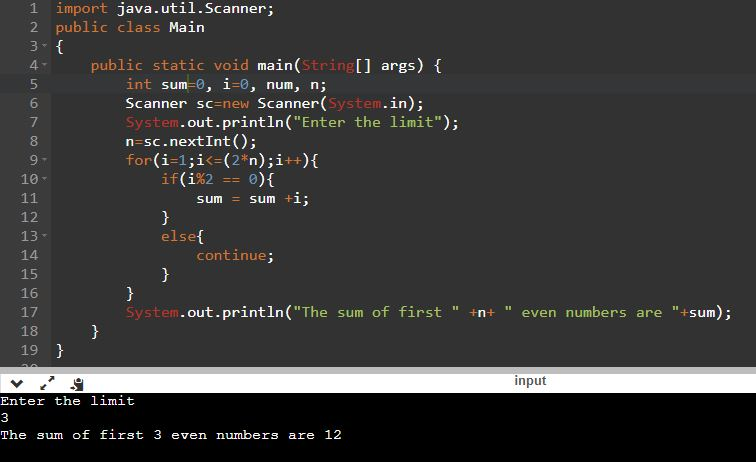 1 import java.util.Scanner;
2 public class Main
3 {
4 public static void main(String[] args) {
5 int sum=0, i=0, num, n;
6 Scanner sc=new Scanner(System.in);
7 System.out.println("Enter the limit");
8 n=sc.nextInt();
9 for(i=1;i<=(2*n);i++){
10 if(i%2 == 0){
11 sum = sum +i;
12 }
13 else{
14 continue;
15 }
16 }
17 System.out.println("The sum of first " +n+ " even numbers are "+sum);
18 }
19 }
input
Enter the limit
3
The sum of first 3 even numbers are 12